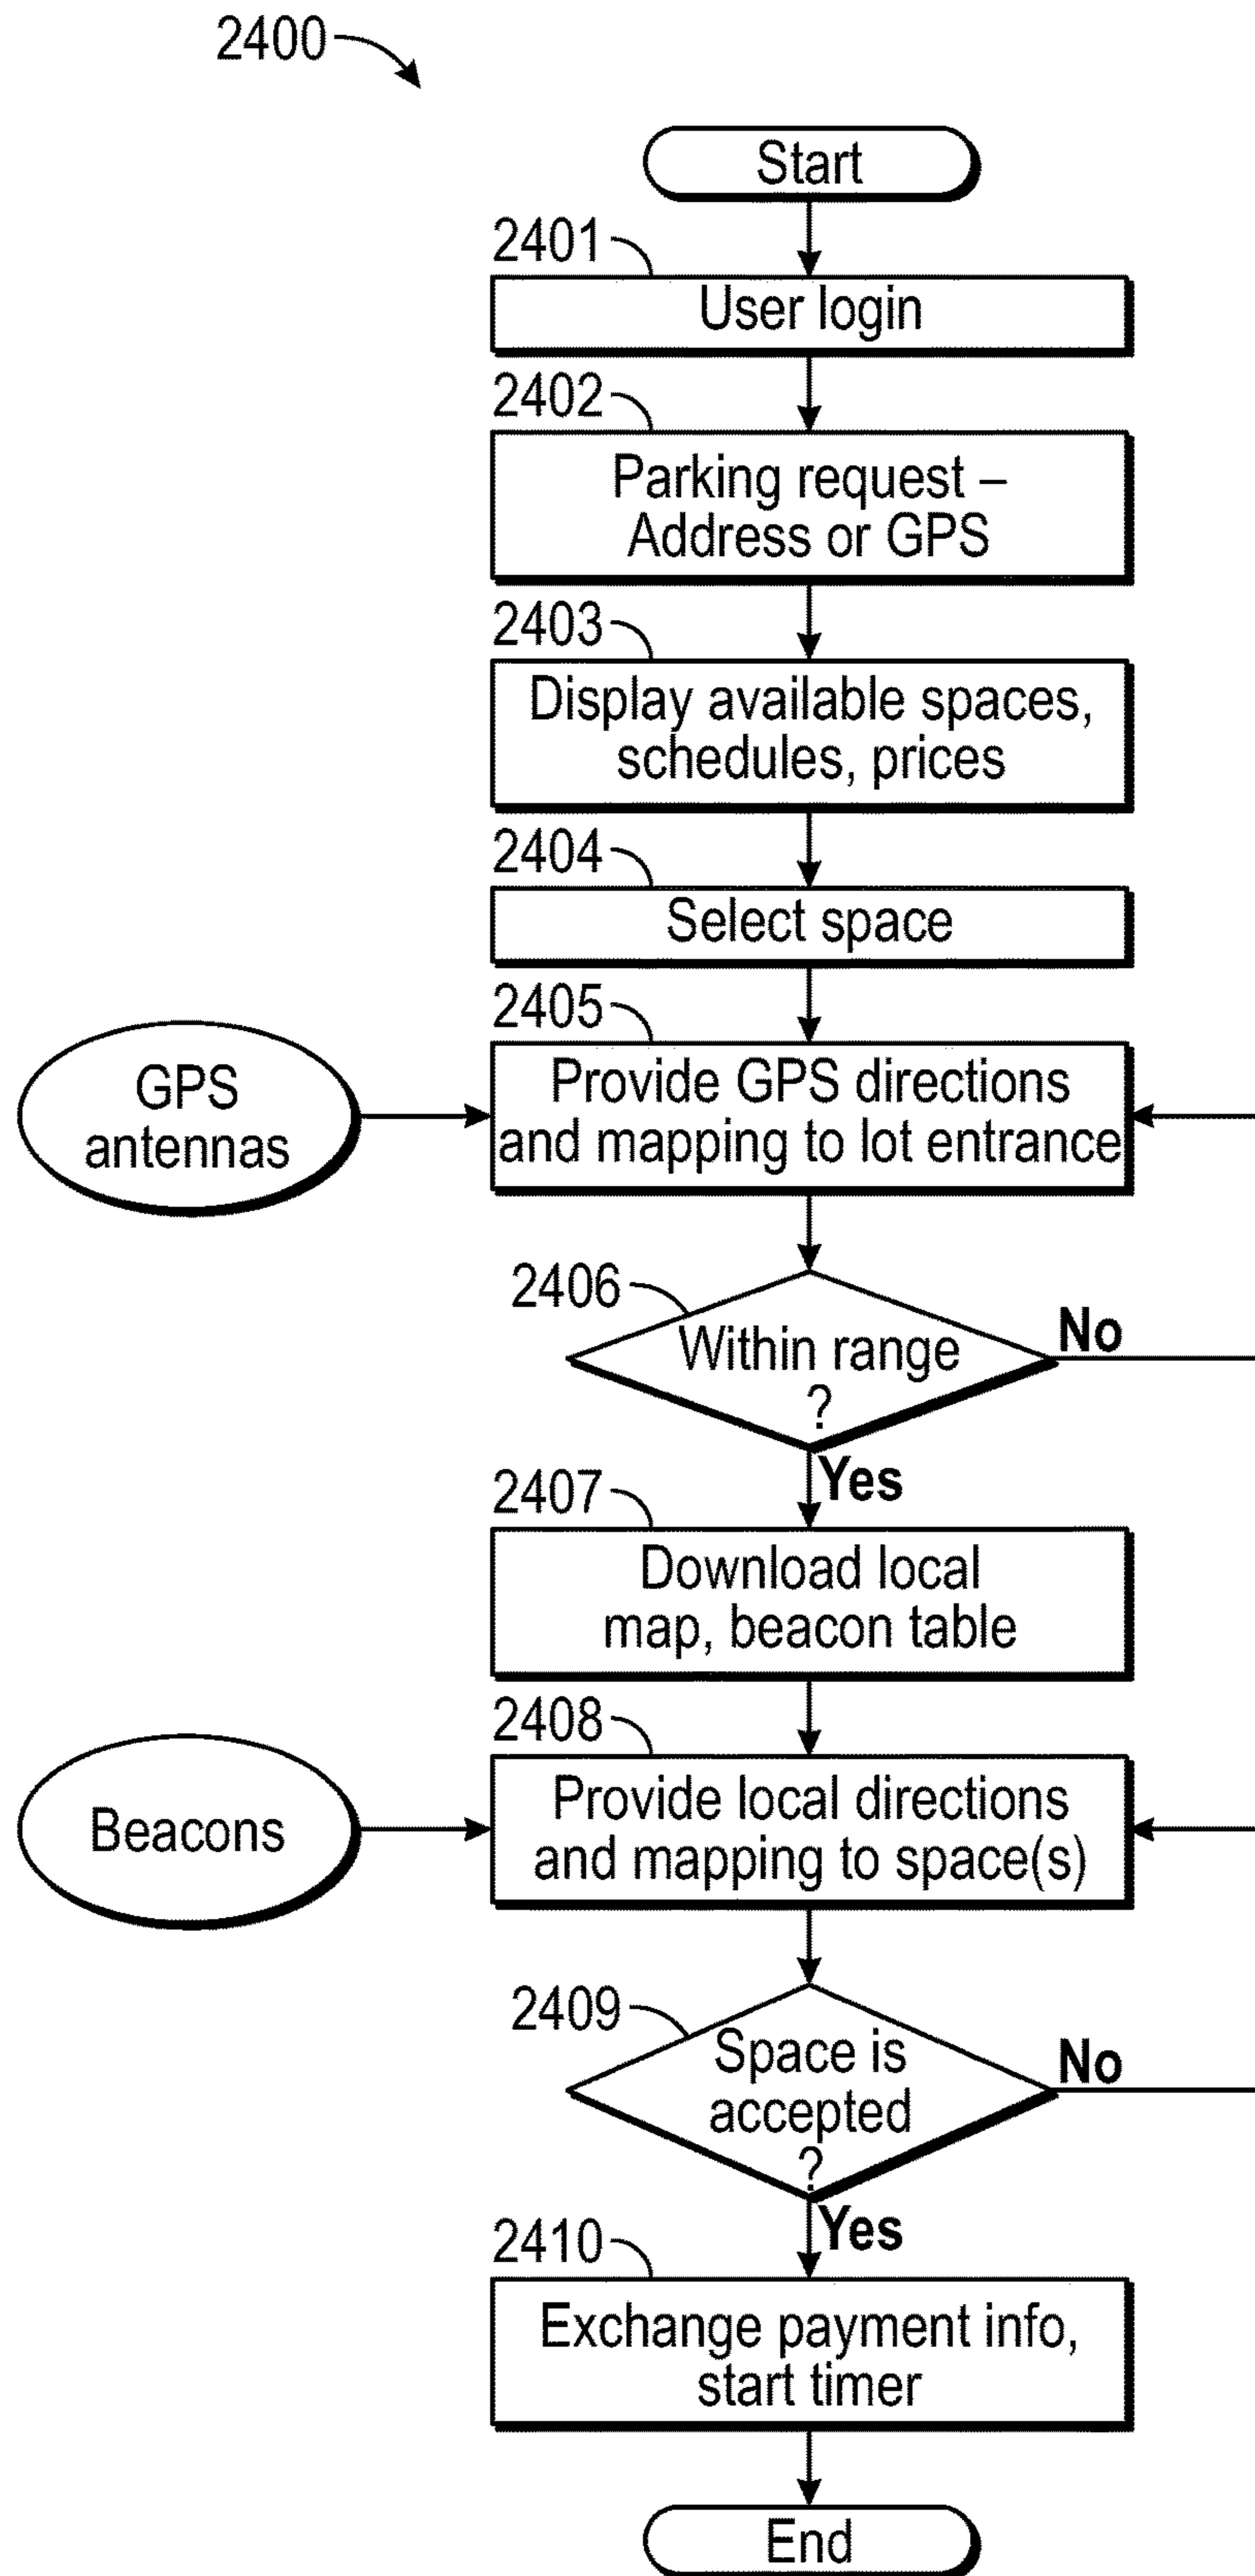 2400
Start
2401
User login
2402
Parking request –
Address or GPS
2403
Display available spaces,
schedules, prices
2404
Select space
2405
GPS
antennas
Provide GPS directions
and mapping to lot entrance
2406
Within range
?
No
Yes
2407
Download local
map, beacon table
2408
Beacons
Provide local directions
and mapping to space(s)
2409
Space is
accepted
?
No
Yes
2410
Exchange payment info,
start timer
End